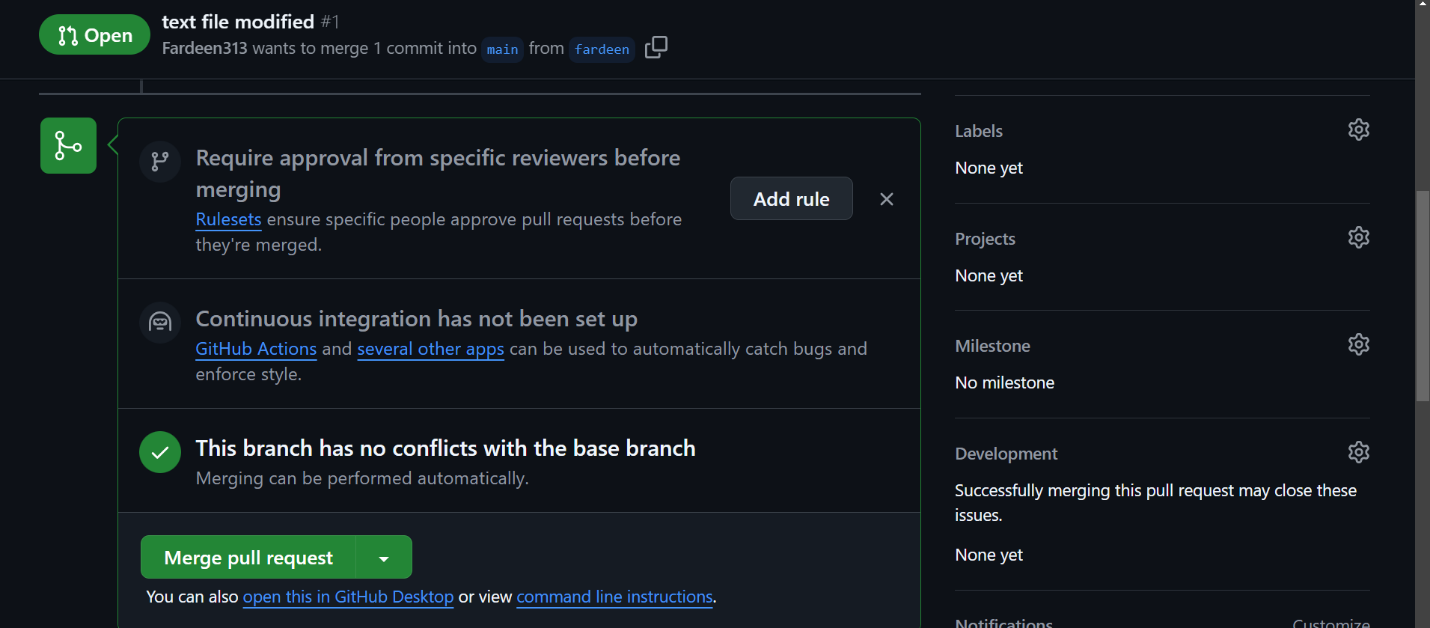 Open
text file modified #1
Fardeen313 wants to merge 1 commit into main from fardeen
Require approval from specific reviewers before
merging
Rulesets ensure specific people approve pull requests before
they're merged.
Add rule
Continuous integration has not been set up
GitHub Actions and several other apps can be used to automatically catch bugs and
enforce style.
This branch has no conflicts with the base branch
Merging can be performed automatically.
Merge pull request
You can also open this in GitHub Desktop or view command line instructions.
Labels
None yet
Projects
None yet
Milestone
No milestone
Development
Successfully merging this pull request may close these
issues.
None yet
Notifications
Customize